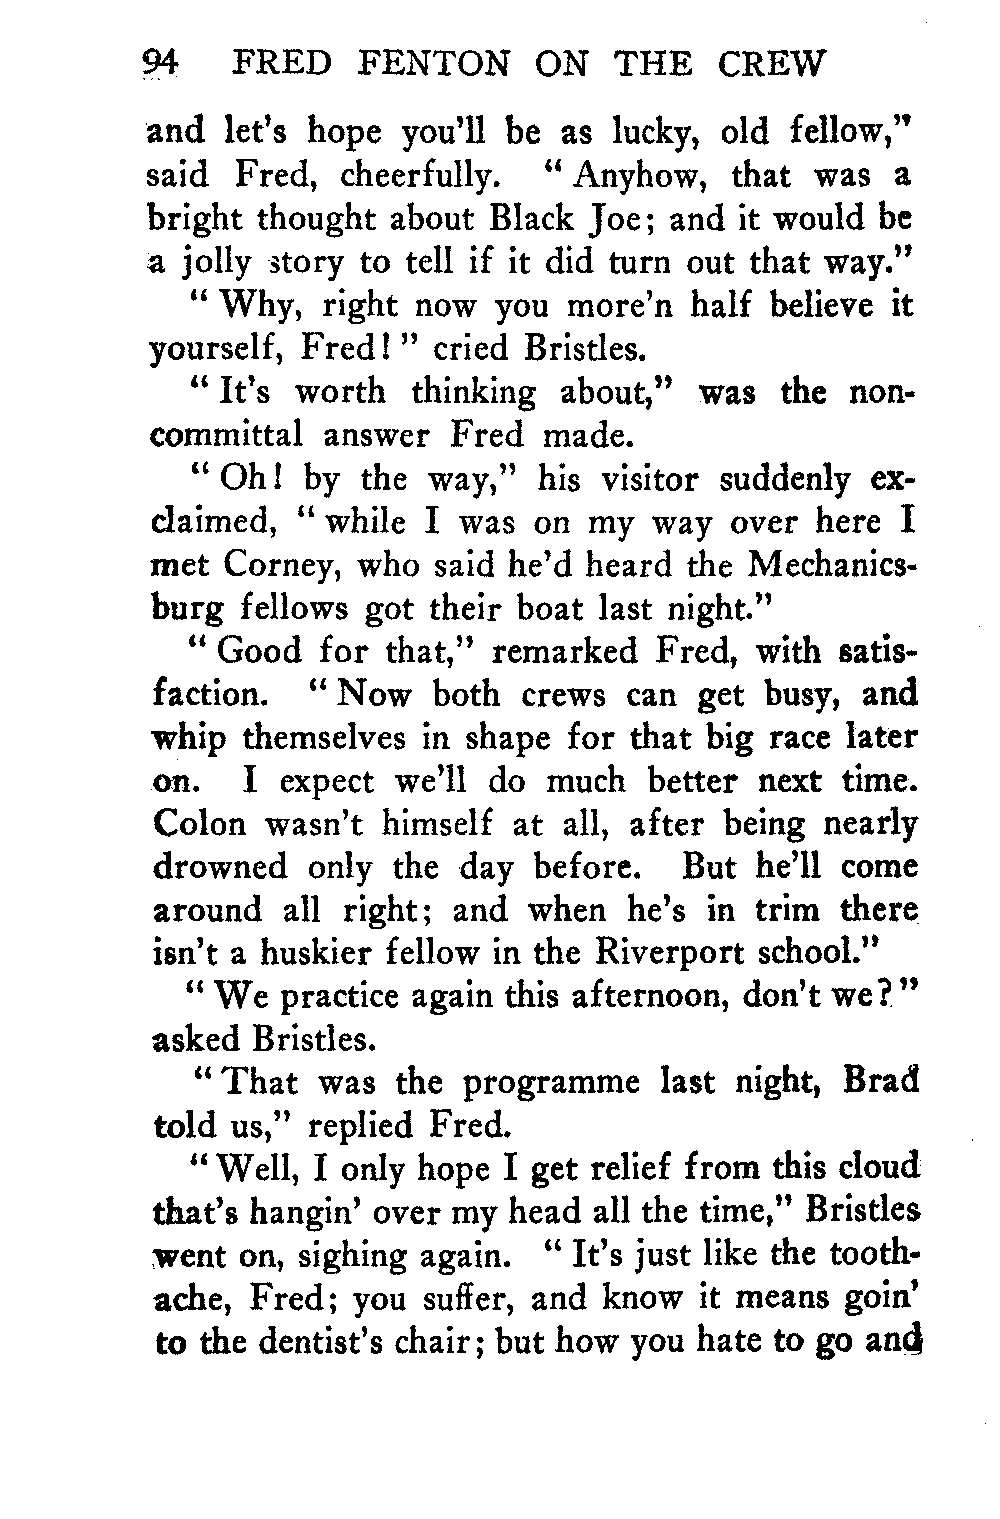 94 FRED FENTON ON THE CREW
and let's hope you'll be as lucky, old fellow,"
said Fred, cheerfully. "Anyhow, that was a
bright thought about Black Joe; and it would be
a jolly story to tell if it did turn out that way."
"Why, right now you more'n half believe it
yourself, Fred!" cried Bristles.
"It's worth thinking about," was the non-
committal answer Fred made.
"Oh! by the way," his visitor suddenly ex-
claimed, "while I was on my way over here I
met Corney, who said he'd heard the Mechanics-
burg fellows got their boat last night."
"Good for that," remarked Fred, with satis-
faction. "Now both crews can get busy, and
whip themselves in shape for that big race later
on. I expect we'll do much better next time.
Colon wasn't himself at all, after being nearly
drowned only the day before. But he'll come
around all right; and when he's in trim there
isn't a huskier fellow in the Riverport school."
"We practice again this afternoon, don't we?"
asked Bristles.
"That was the programme last night, Brad
told us," replied Fred.
"Well, I only hope I get relief from this cloud
that's hangin' over my head all the time," Bristles
went on, sighing again. "It's just like the tooth-
ache, Fred; you suffer, and know it means goin'
to the dentist's chair; but how you hate to go and